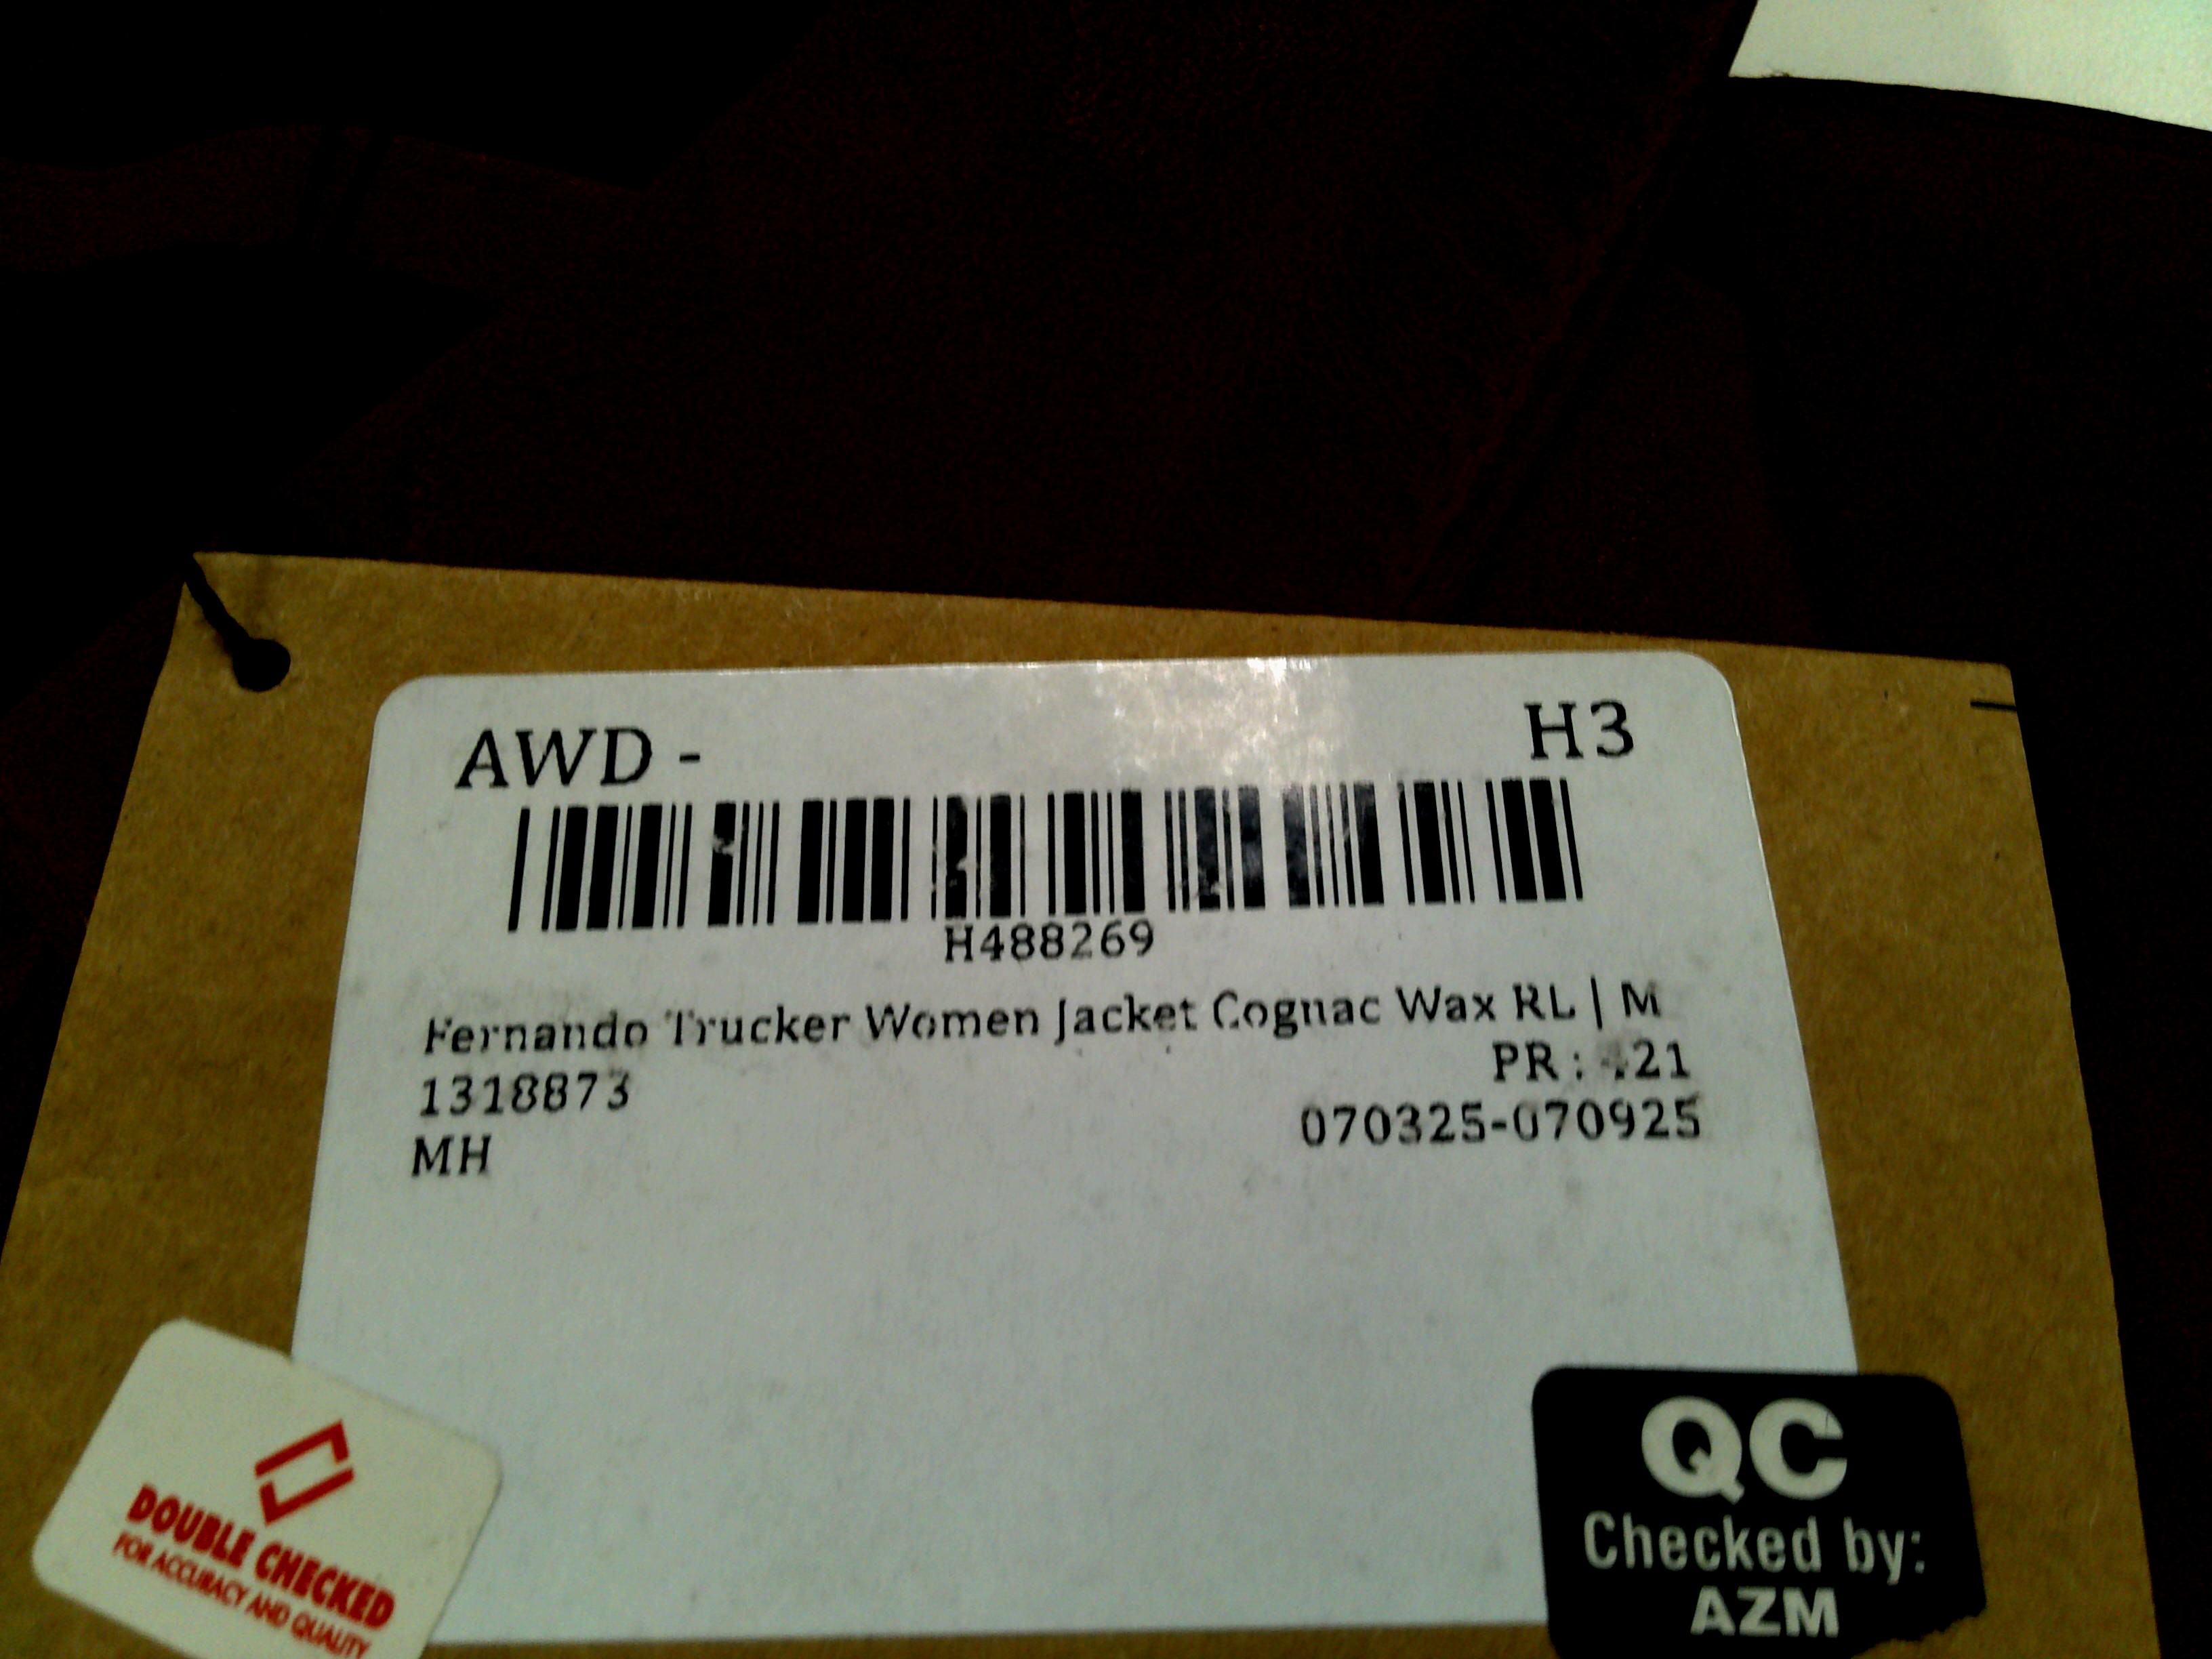 AWD - H3
H488269
Fernando Trucker Women Jacket Cognac Wax RL | M
1318873 PR :
MH 070325-070925
DOUBLE CHECKED
FOR ACCURACY AND QUALITY
QC
Checked by:
AZM